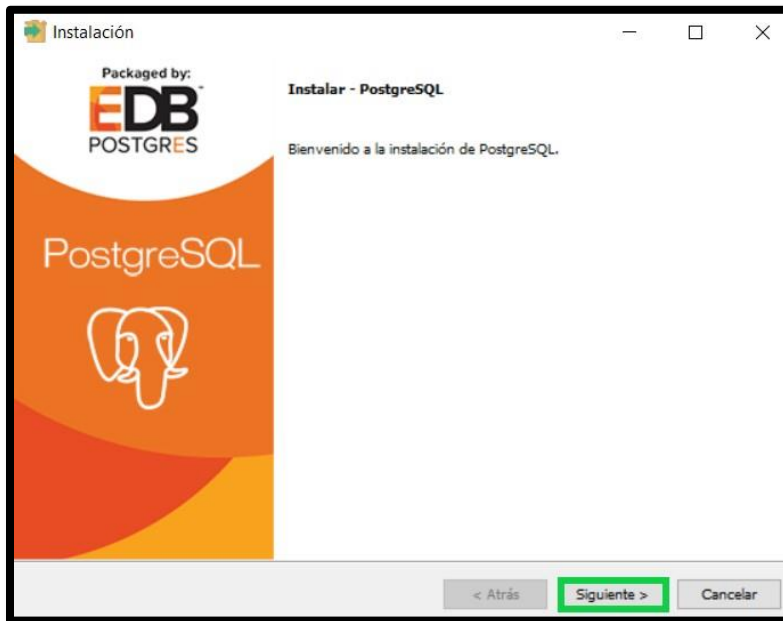 Instalación
Packaged by:
EDB
POSTGRES
PostgreSQL
Instalar - PostgreSQL
Bienvenido a la instalación de PostgreSQL.
< Atrás
Siguiente >
Cancelar